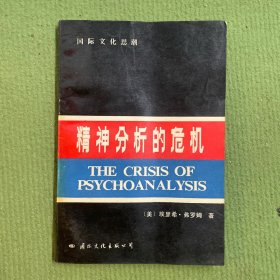 国际文化思潮
精神分析的危机
THE CRISIS OF
PSYCHOANALYSIS
〔美〕埃里希·弗罗姆 著
国际文化出版公司